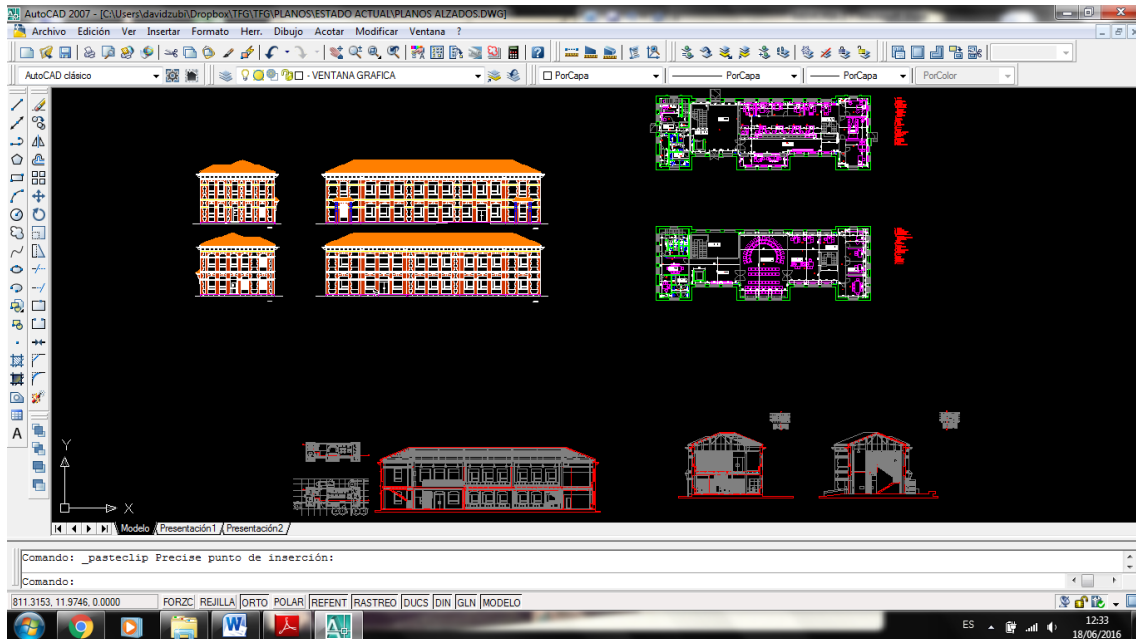 AutoCAD 2007 - [C:\Users\davidzubi\Dropbox\TFG\TFG\PLANOS\ESTADO ACTUAL\PLANOS ALZADOS.DWG]
Archivo Edición Ver Insertar Formato Herr. Dibujo Acotar Modificar Ventana ?
AutoCAD clásico - VENTANA GRAFICA PorCapa PorCapa PorCapa PorColor
A
Y
X
Modelo Presentación1 Presentación2
Comando: _pasteclip Precise punto de inserción:
Comando:
811.3153, 11.9746, 0.0000 FORZC REJILLA ORTO POLAR REFENT RASTREO DUCS DIN GLN MODELO
ES 12:33
18/06/2016